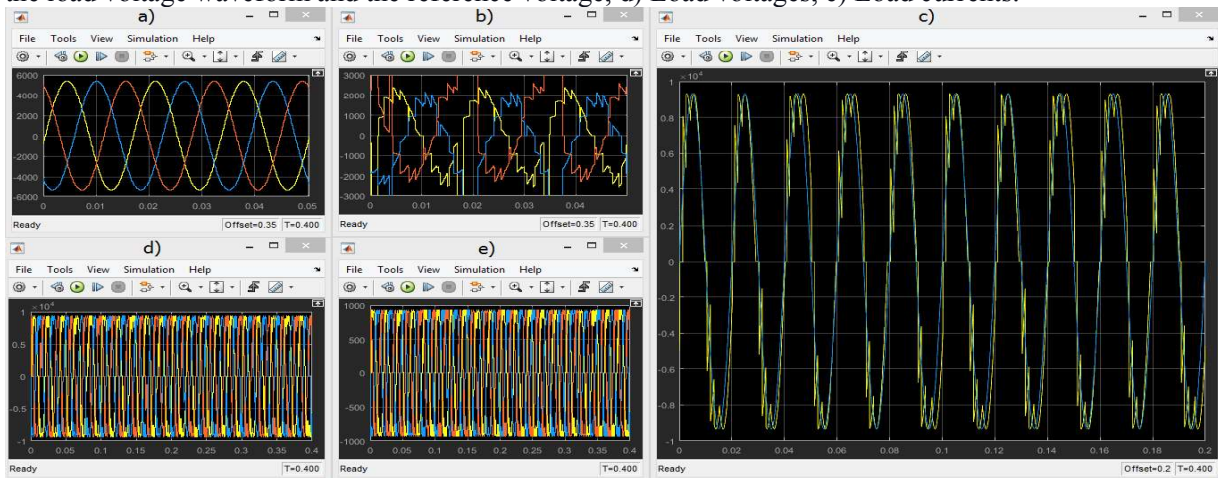 the load voltage waveform and the reference voltage, d) Load voltages, e) Load currents.
a)
File Tools View Simulation Help
6000
4000
2000
0
-2000
-4000
-6000
0 0.01 0.02 0.03 0.04 0.05
Ready Offset=0.35 T=0.400
b)
File Tools View Simulation Help
3000
2000
1000
0
-1000
-2000
-3000
0 0.01 0.02 0.03 0.04
Ready Offset=0.35 T=0.400
c)
File Tools View Simulation Help
×10⁴
1
0.8
0.6
0.4
0.2
0
-0.2
-0.4
-0.6
-0.8
-1
0 0.02 0.04 0.06 0.08 0.1 0.12 0.14 0.16 0.18 0.2
Ready Offset=0.2 T=0.400
d)
File Tools View Simulation Help
×10⁴
1
0.5
0
-0.5
-1
0 0.05 0.1 0.15 0.2 0.25 0.3 0.35 0.4
Ready T=0.400
e)
File Tools View Simulation Help
1000
500
0
-500
-1000
0 0.05 0.1 0.15 0.2 0.25 0.3 0.35 0.4
Ready T=0.400